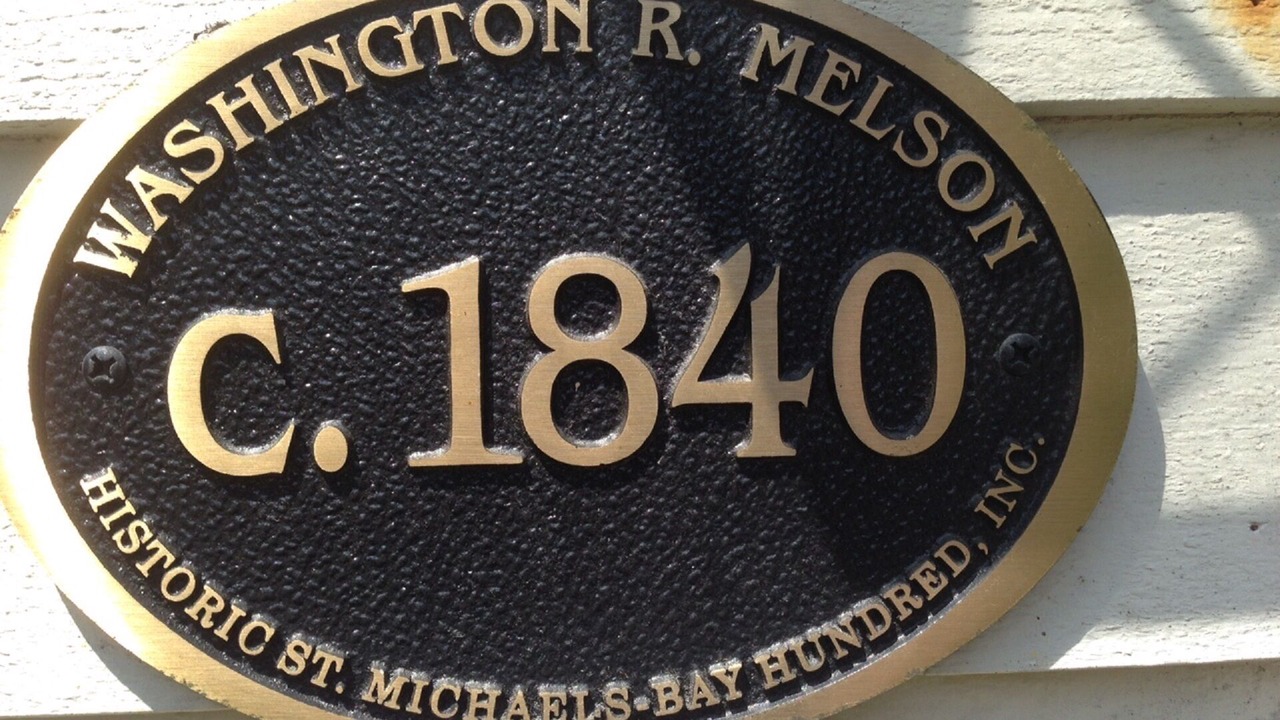 WASHINGTON R. MELSON
C. 1840
HISTORIC ST. MICHAELS-BAY HUNDRED, INC.